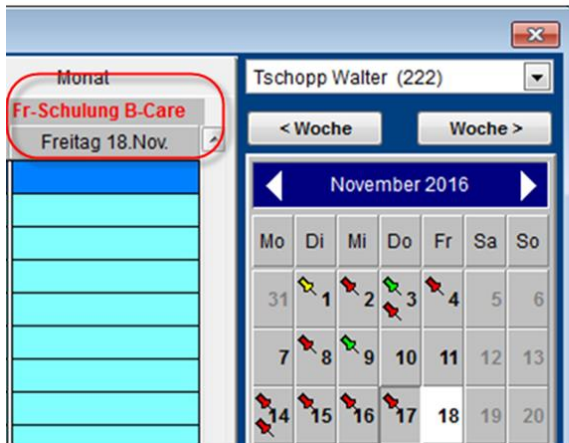 Monat
Fr-Schulung B-Care
Freitag 18.Nov.
Tschopp Walter (222)
< Woche
Woche >
November 2016
Mo Di Mi Do Fr Sa So
31 1 2 3 4 5 6
7 8 9 10 11 12 13
14 15 16 17 18 19 20